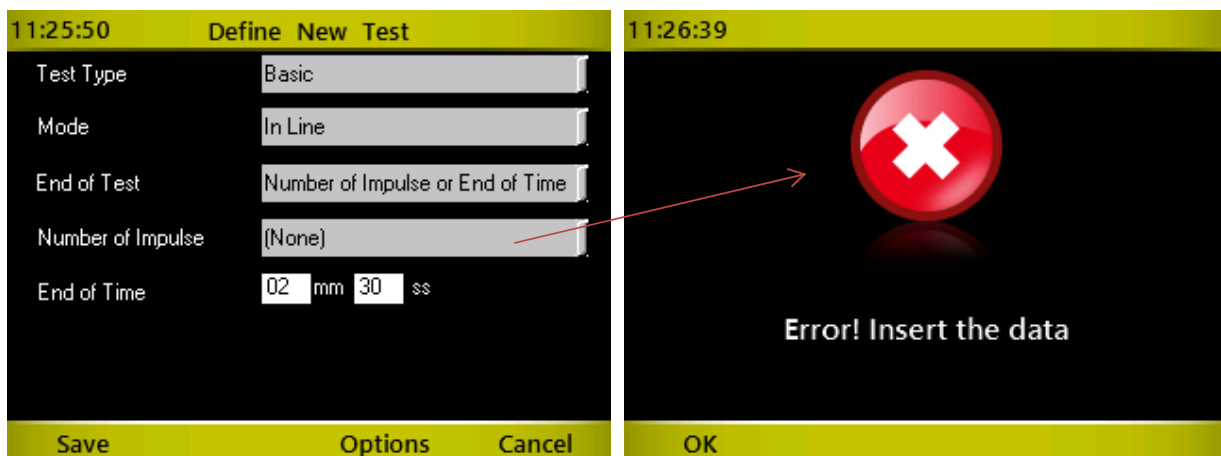 11:25:50 Define New Test
Test Type Basic
Mode In Line
End of Test Number of Impulse or End of Time
Number of Impulse (None)
End of Time 02 mm 30 ss
Save Options Cancel
11:26:39
Error! Insert the data
OK